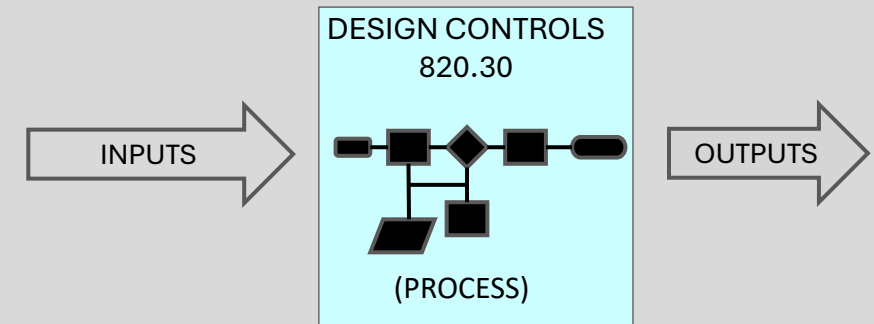 DESIGN CONTROLS
820.30
INPUTS
OUTPUTS
(PROCESS)